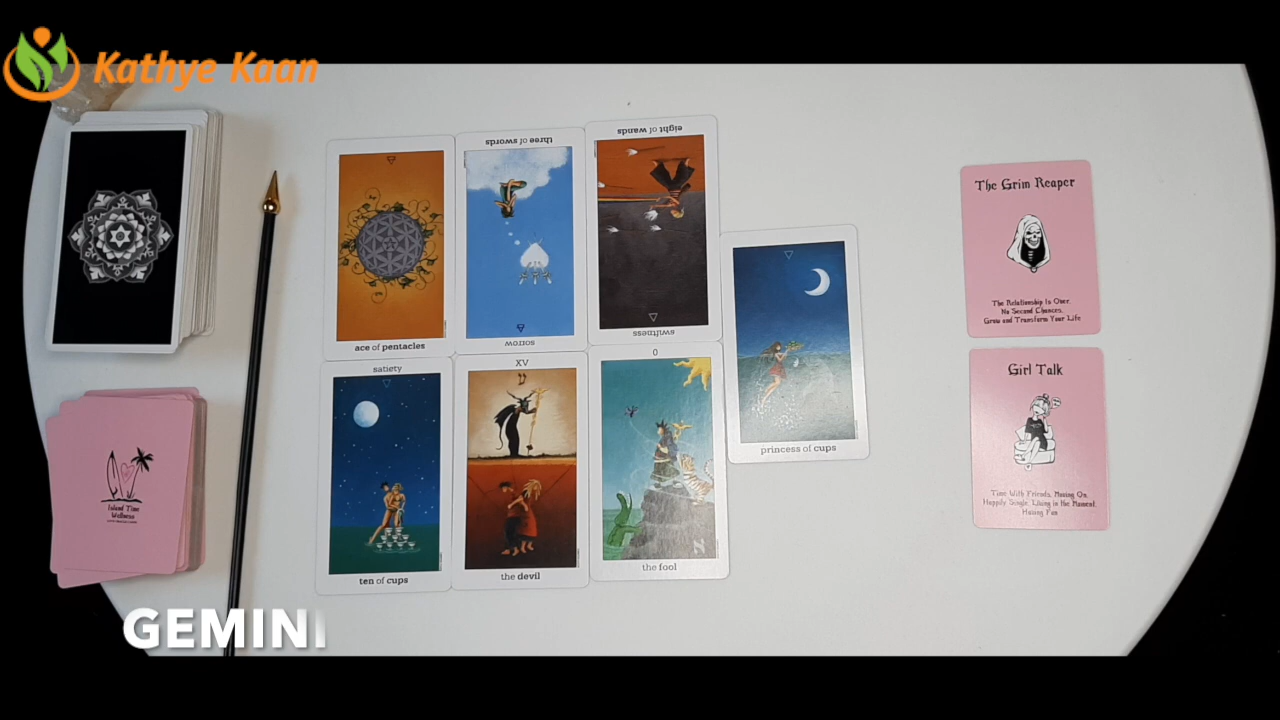 Kathye Kaan
three of swords
sorrow
eight of wands
swiftness
ace of pentacles
satiety
ten of cups
XV
the devil
0
the fool
princess of cups
The Grim Reaper
The Relationship Is Over.
No Second Chances.
Grow and Transform Your Life
Girl Talk
Time With Friends, Moving On,
Happily Single, Living in the Moment,
Having Fun
Island Time
Wellness
GEMINI